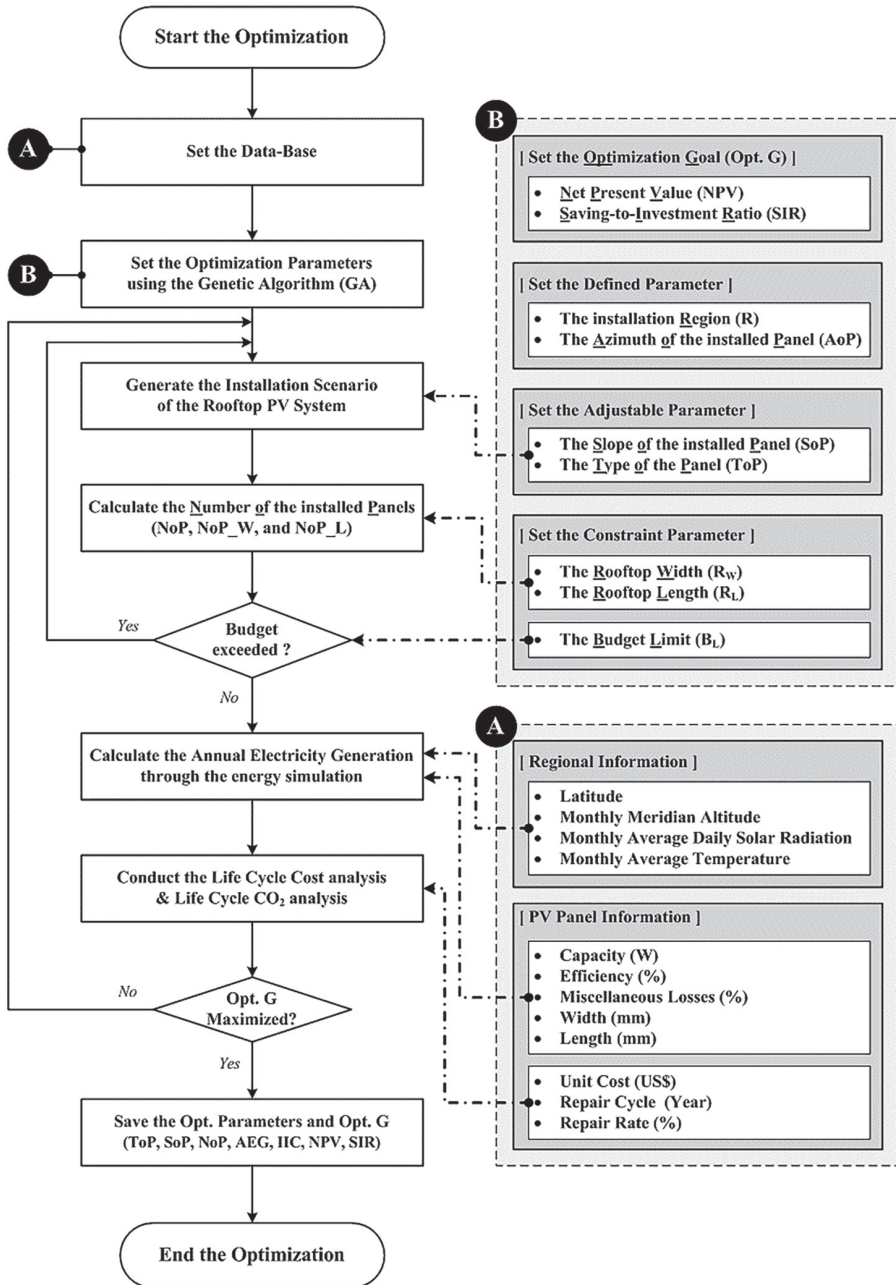 Start the Optimization
A
Set the Data-Base
B
Set the Optimization Parameters
using the Genetic Algorithm (GA)
Generate the Installation Scenario
of the Rooftop PV System
Calculate the Number of the installed Panels
(NoP, NoP_W, and NoP_L)
Yes
Budget
exceeded ?
No
Calculate the Annual Electricity Generation
through the energy simulation
Conduct the Life Cycle Cost analysis
& Life Cycle CO₂ analysis
No
Opt. G
Maximized?
Yes
Save the Opt. Parameters and Opt. G
(ToP, SoP, NoP, AEG, IIC, NPV, SIR)
End the Optimization
B
[ Set the Optimization Goal (Opt. G) ]
• Net Present Value (NPV)
• Saving-to-Investment Ratio (SIR)
[ Set the Defined Parameter ]
• The installation Region (R)
• The Azimuth of the installed Panel (AoP)
[ Set the Adjustable Parameter ]
• The Slope of the installed Panel (SoP)
• The Type of the Panel (ToP)
[ Set the Constraint Parameter ]
• The Rooftop Width (R_W)
• The Rooftop Length (R_L)
• The Budget Limit (B_L)
A
[ Regional Information ]
• Latitude
• Monthly Meridian Altitude
• Monthly Average Daily Solar Radiation
• Monthly Average Temperature
[ PV Panel Information ]
• Capacity (W)
• Efficiency (%)
• Miscellaneous Losses (%)
• Width (mm)
• Length (mm)
• Unit Cost (US$)
• Repair Cycle (Year)
• Repair Rate (%)